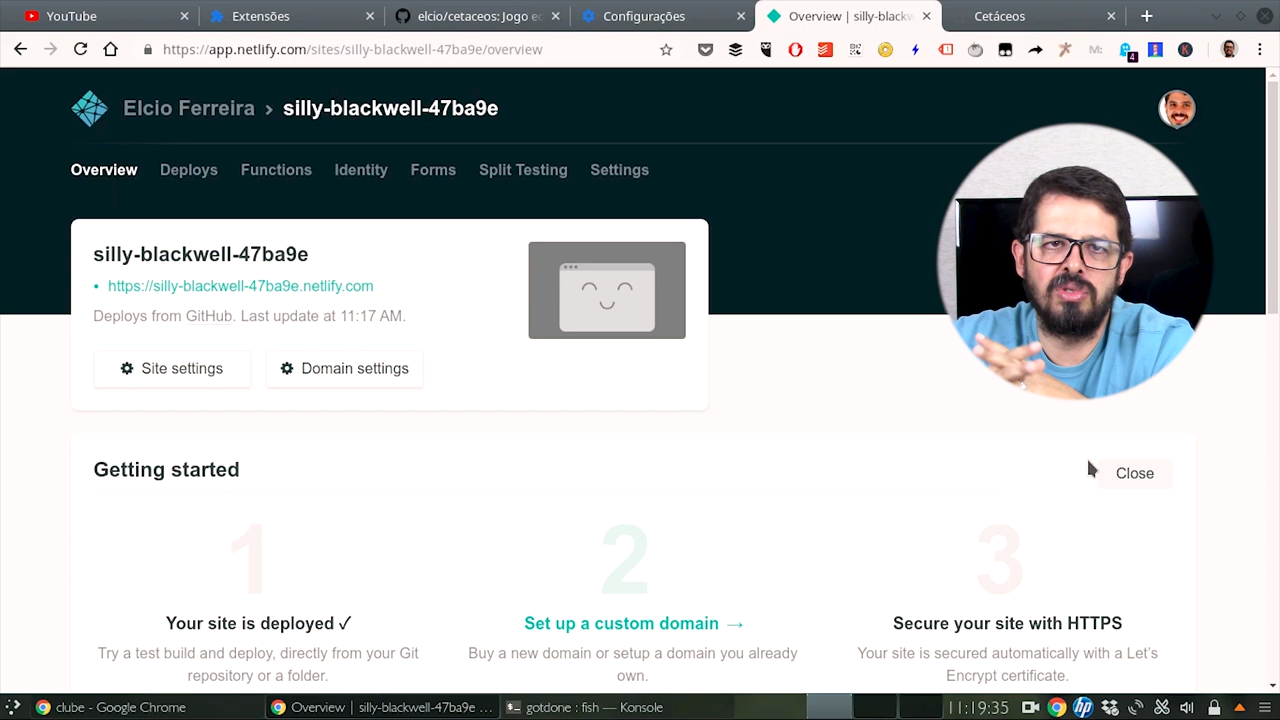 YouTube
Extensões
elcio/cetaceos: Jogo ec
Configurações
Overview | silly-blackw
Cetáceos
https://app.netlify.com/sites/silly-blackwell-47ba9e/overview
4
Elcio Ferreira › silly-blackwell-47ba9e
Overview Deploys Functions Identity Forms Split Testing Settings
silly-blackwell-47ba9e
https://silly-blackwell-47ba9e.netlify.com
Deploys from GitHub. Last update at 11:17 AM.
Site settings
Domain settings
Getting started
Close
1
2
3
Your site is deployed ✓
Set up a custom domain →
Secure your site with HTTPS
Try a test build and deploy, directly from your Git
repository or a folder.
Buy a new domain or setup a domain you already
own.
Your site is secured automatically with a Let's
Encrypt certificate.
clube - Google Chrome
Overview | silly-blackwell-47ba9e ...
gotdone : fish — Konsole
11:19:35